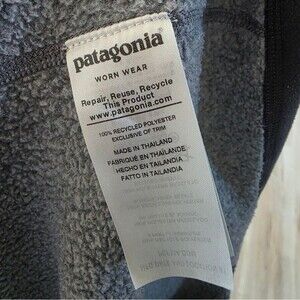 patagonia®
WORN WEAR
Repair, Reuse, Recycle
This Product
www.patagonia.com
100% RECYCLED POLYESTER
EXCLUSIVE OF TRIM
MADE IN THAILAND
FABRIQUÉ EN THAÏLANDE
HECHO EN TAILANDIA
FATTO IN TAILANDIA